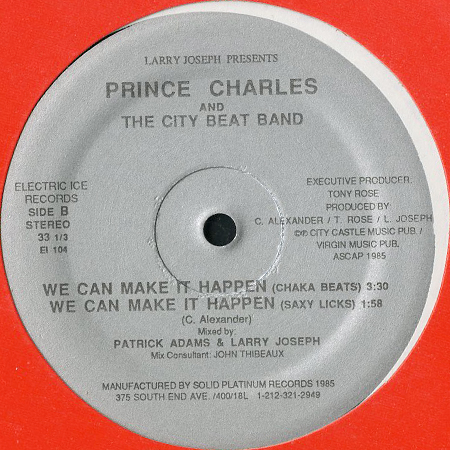 LARRY JOSEPH PRESENTS
PRINCE CHARLES
AND
THE CITY BEAT BAND
ELECTRIC ICE
RECORDS
SIDE B
STEREO
33 1/3
EI 104
EXECUTIVE PRODUCER:
TONY ROSE
PRODUCED BY:
C. ALEXANDER / T. ROSE / L. JOSEPH
©℗ CITY CASTLE MUSIC PUB. /
VIRGIN MUSIC PUB.
ASCAP 1985
WE CAN MAKE IT HAPPEN (CHAKA BEATS) 3:30
WE CAN MAKE IT HAPPEN (SAXY LICKS) 1:58
(C. Alexander)
Mixed by:
PATRICK ADAMS & LARRY JOSEPH
Mix Consultant: JOHN THIBEAUX
MANUFACTURED BY SOLID PLATINUM RECORDS 1985
375 SOUTH END AVE. /400/18L 1-212-321-2949